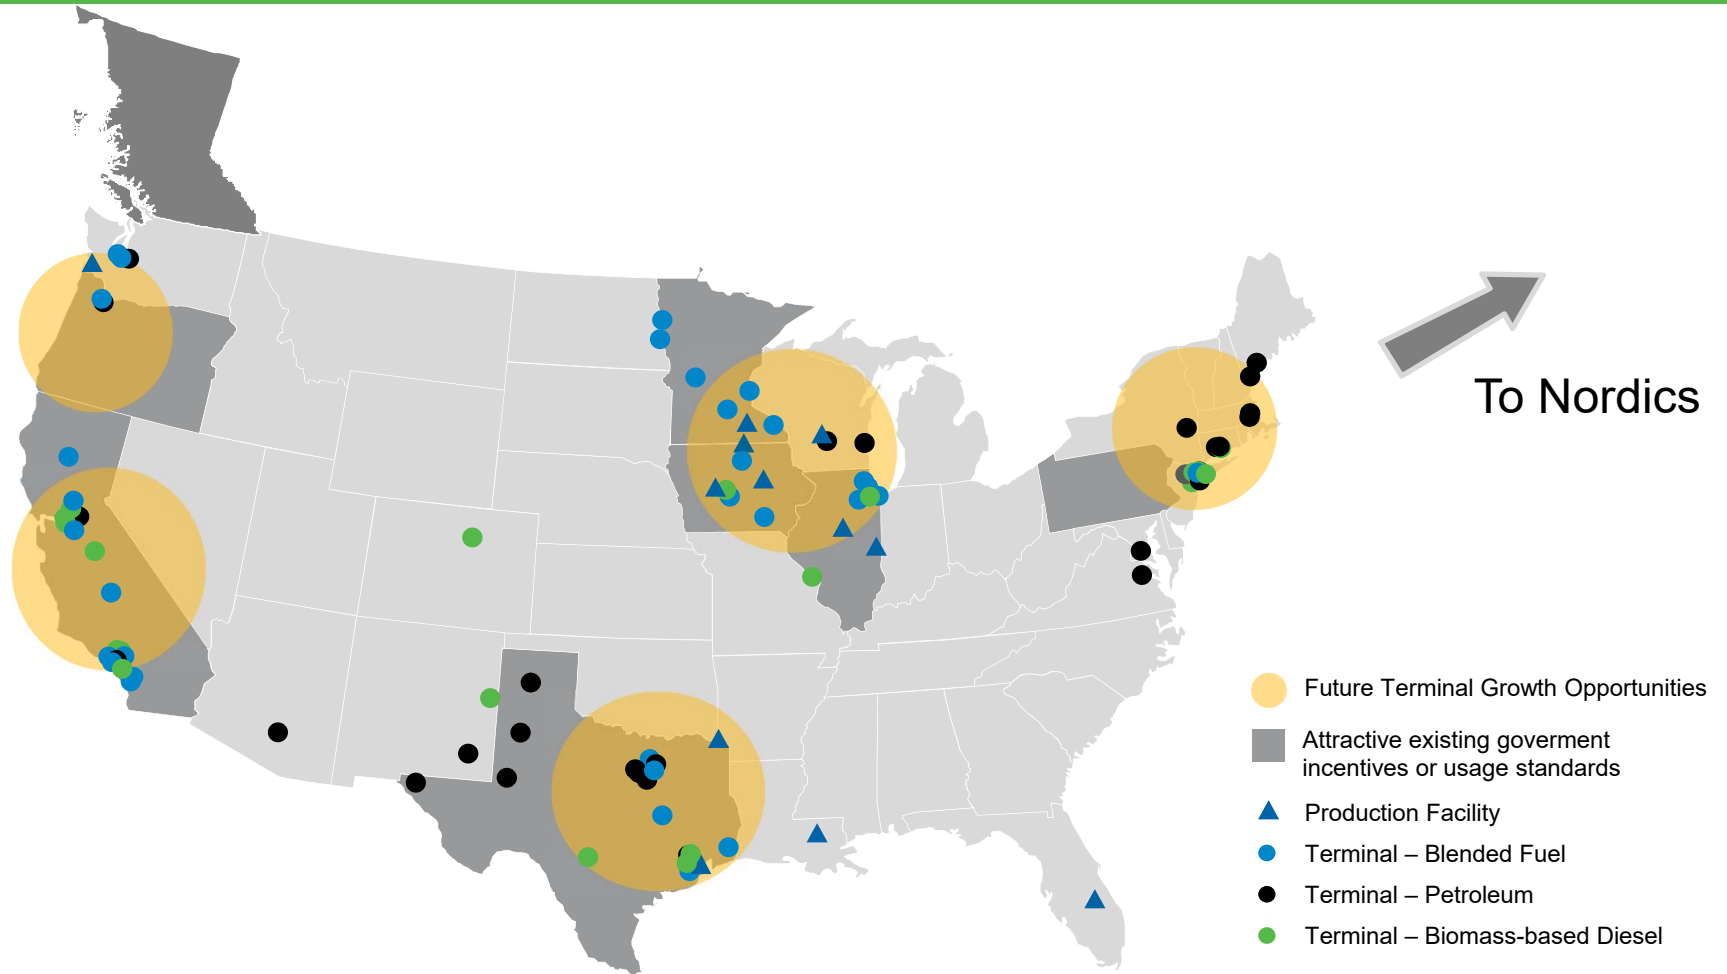 To Nordics
Future Terminal Growth Opportunities
Attractive existing goverment
incentives or usage standards
Production Facility
Terminal – Blended Fuel
Terminal – Petroleum
Terminal – Biomass-based Diesel